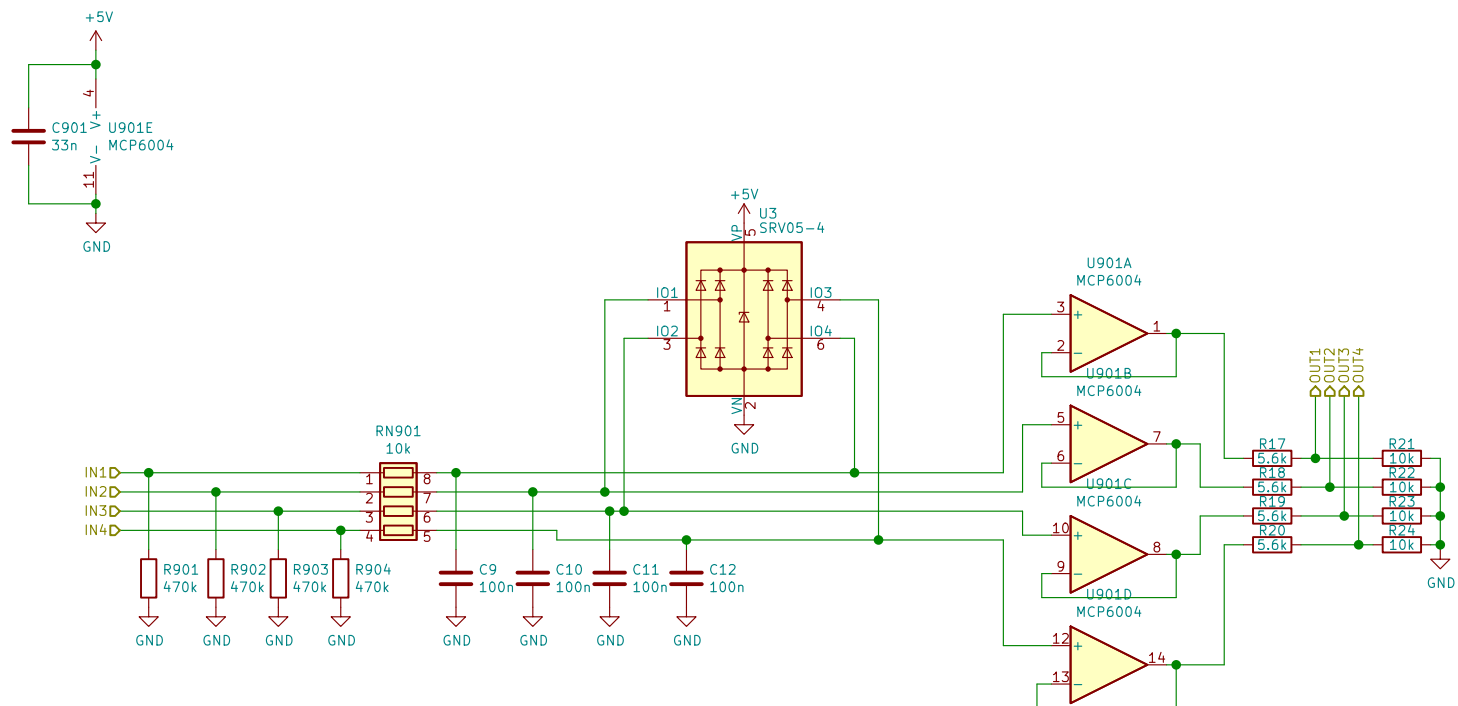 +5V
4
V+
C901
33n
U901E
MCP6004
V-
11
GND
+5V
U3
SRV05-4
VP
5
IO1
1
IO2
3
IO3
4
IO4
6
VN
2
GND
U901A
MCP6004
3
+
2
-
1
U901B
MCP6004
5
+
6
-
7
U901C
MCP6004
10
+
9
-
8
U901D
MCP6004
12
+
13
-
14
OUT1
OUT2
OUT3
OUT4
R17
5.6k
R18
5.6k
R19
5.6k
R20
5.6k
R21
10k
R22
10k
R23
10k
R24
10k
GND
RN901
10k
IN1
IN2
IN3
IN4
1
2
3
4
8
7
6
5
R901
470k
R902
470k
R903
470k
R904
470k
C9
100n
C10
100n
C11
100n
C12
100n
GND
GND
GND
GND
GND
GND
GND
GND